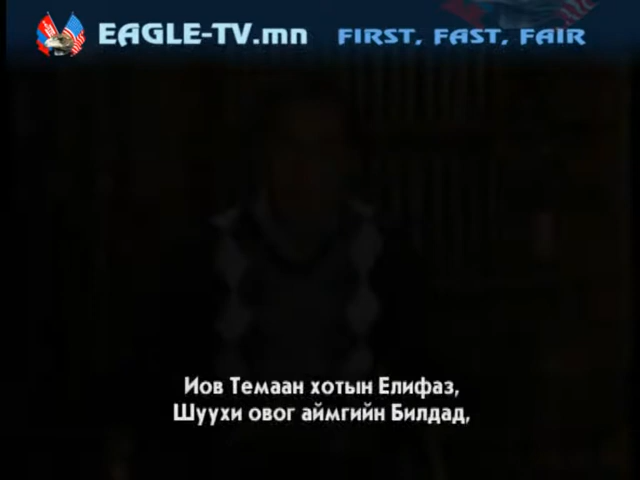 EAGLE-TV.mn FIRST, FAST, FAIR
Иов Темаан хотын Елифаз,
Шуухи овог аймгийн Билдад,